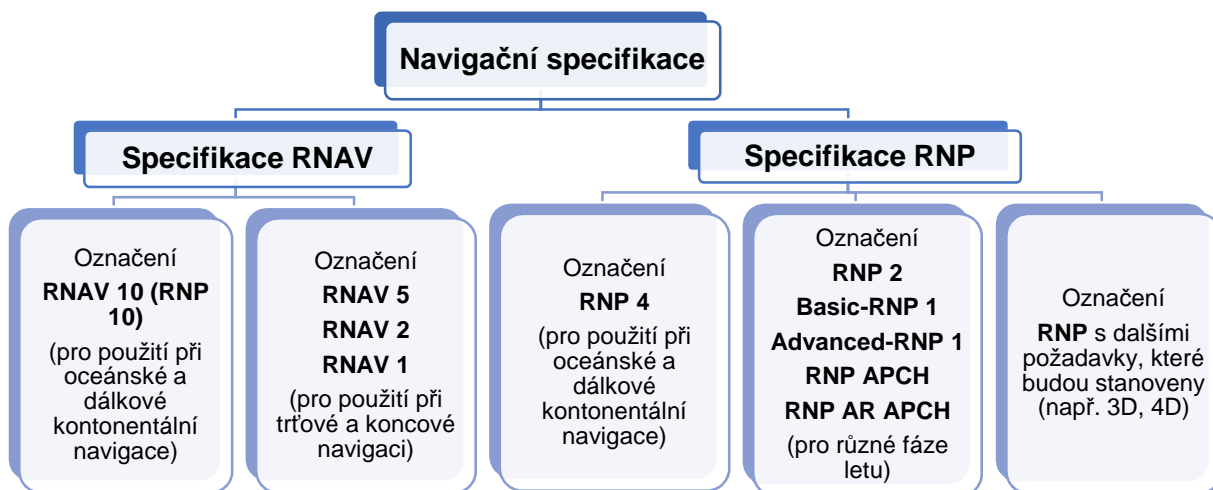 Navigační specifikace
Specifikace RNAV
Specifikace RNP
Označení
RNAV 10 (RNP
10)
(pro použití při
oceánské a
dálkové
kontonentální
navigace)
Označení
RNAV 5
RNAV 2
RNAV 1
(pro použití při
trťové a koncové
navigaci)
Označení
RNP 4
(pro použití při
oceánské a
dálkové
kontonentální
navigace)
Označení
RNP 2
Basic-RNP 1
Advanced-RNP 1
RNP APCH
RNP AR APCH
(pro různé fáze
letu)
Označení
RNP s dalšími
požadavky, které
budou stanoveny
(např. 3D, 4D)